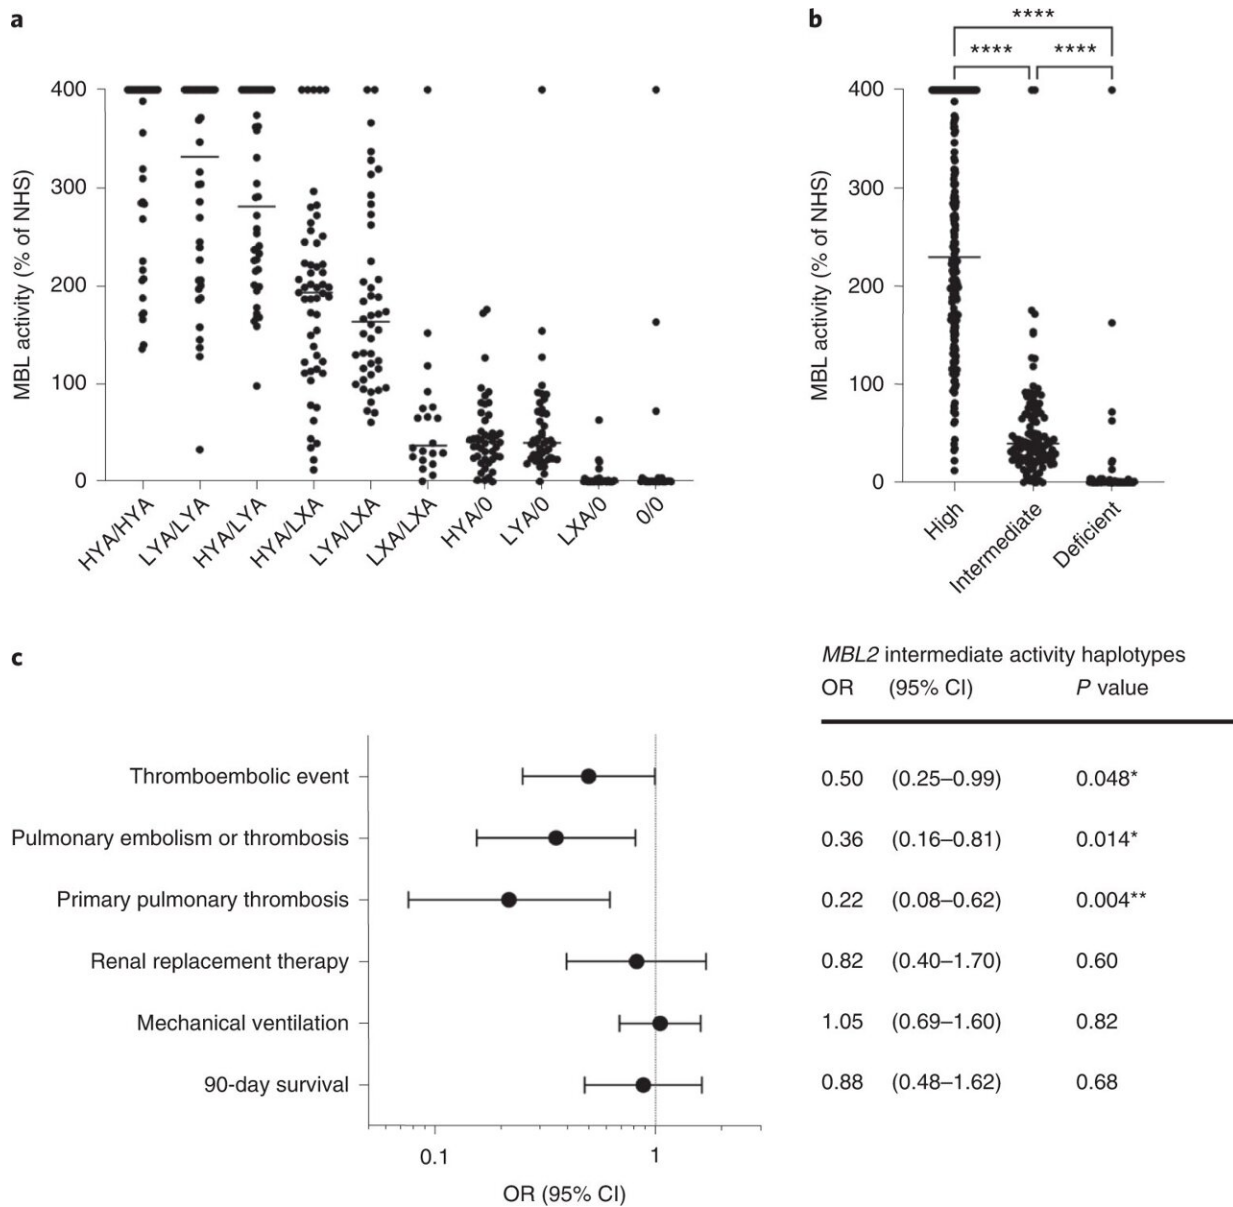 a
MBL activity (% of NHS)
400
300
200
100
0
HYA/HYA
LYA/LYA
HYA/LYA
HYA/LXA
LYA/LXA
LXA/LXA
HYA/0
LYA/0
LXA/0
0/0
b
****
**** ****
MBL activity (% of NHS)
400
300
200
100
0
High
Intermediate
Deficient
c
MBL2 intermediate activity haplotypes
OR (95% CI) P value
Thromboembolic event 0.50 (0.25–0.99) 0.048*
Pulmonary embolism or thrombosis 0.36 (0.16–0.81) 0.014*
Primary pulmonary thrombosis 0.22 (0.08–0.62) 0.004**
Renal replacement therapy 0.82 (0.40–1.70) 0.60
Mechanical ventilation 1.05 (0.69–1.60) 0.82
90-day survival 0.88 (0.48–1.62) 0.68
0.1 1
OR (95% CI)